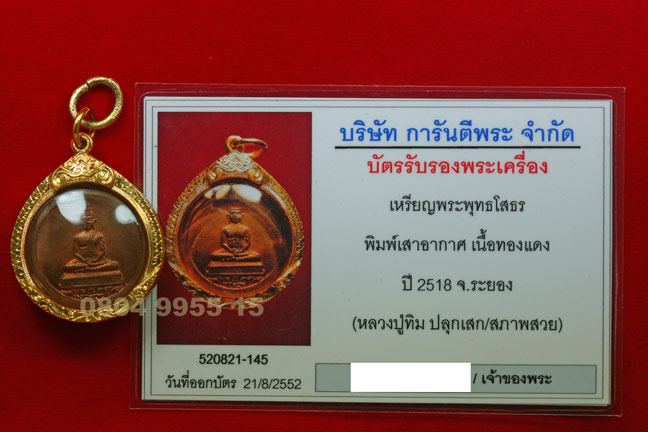 บริษัท การันตีพระ จำกัด
บัตรรับรองพระเครื่อง
เหรียญพระพุทธโสธร
พิมพ์เสาอากาศ เนื้อทองแดง
ปี 2518 จ.ระยอง
(หลวงปู่ทิม ปลุกเสก/สภาพสวย)
520821-145
วันที่ออกบัตร 21/8/2552
/ เจ้าของพระ
0894 9955 15